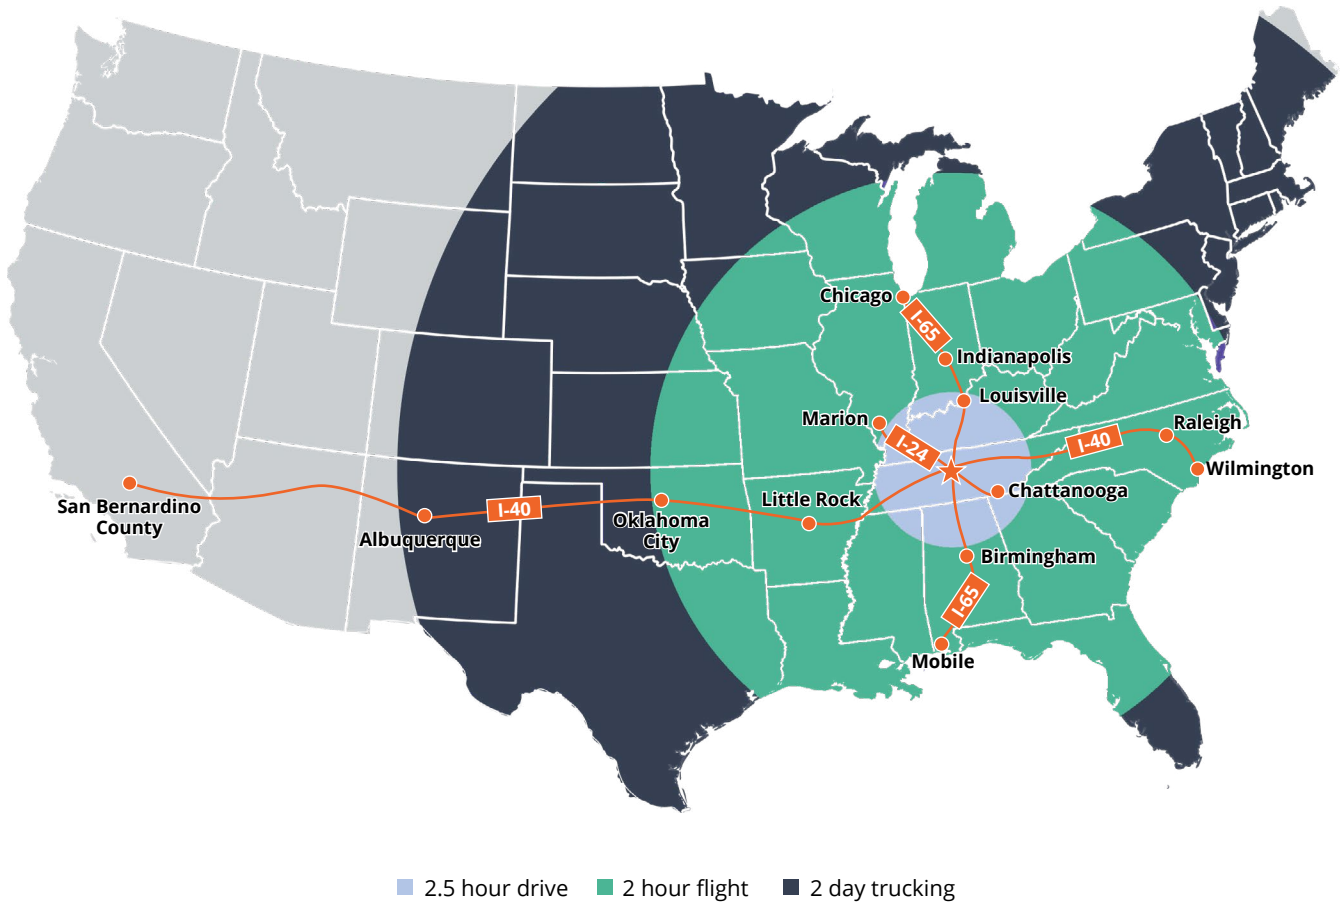 Chicago
I-65
Indianapolis
Louisville
Marion
I-24
I-40
Raleigh
Wilmington
San Bernardino
County
Albuquerque
I-40
Oklahoma
City
Little Rock
Chattanooga
Birmingham
I-65
Mobile
2.5 hour drive
2 hour flight
2 day trucking